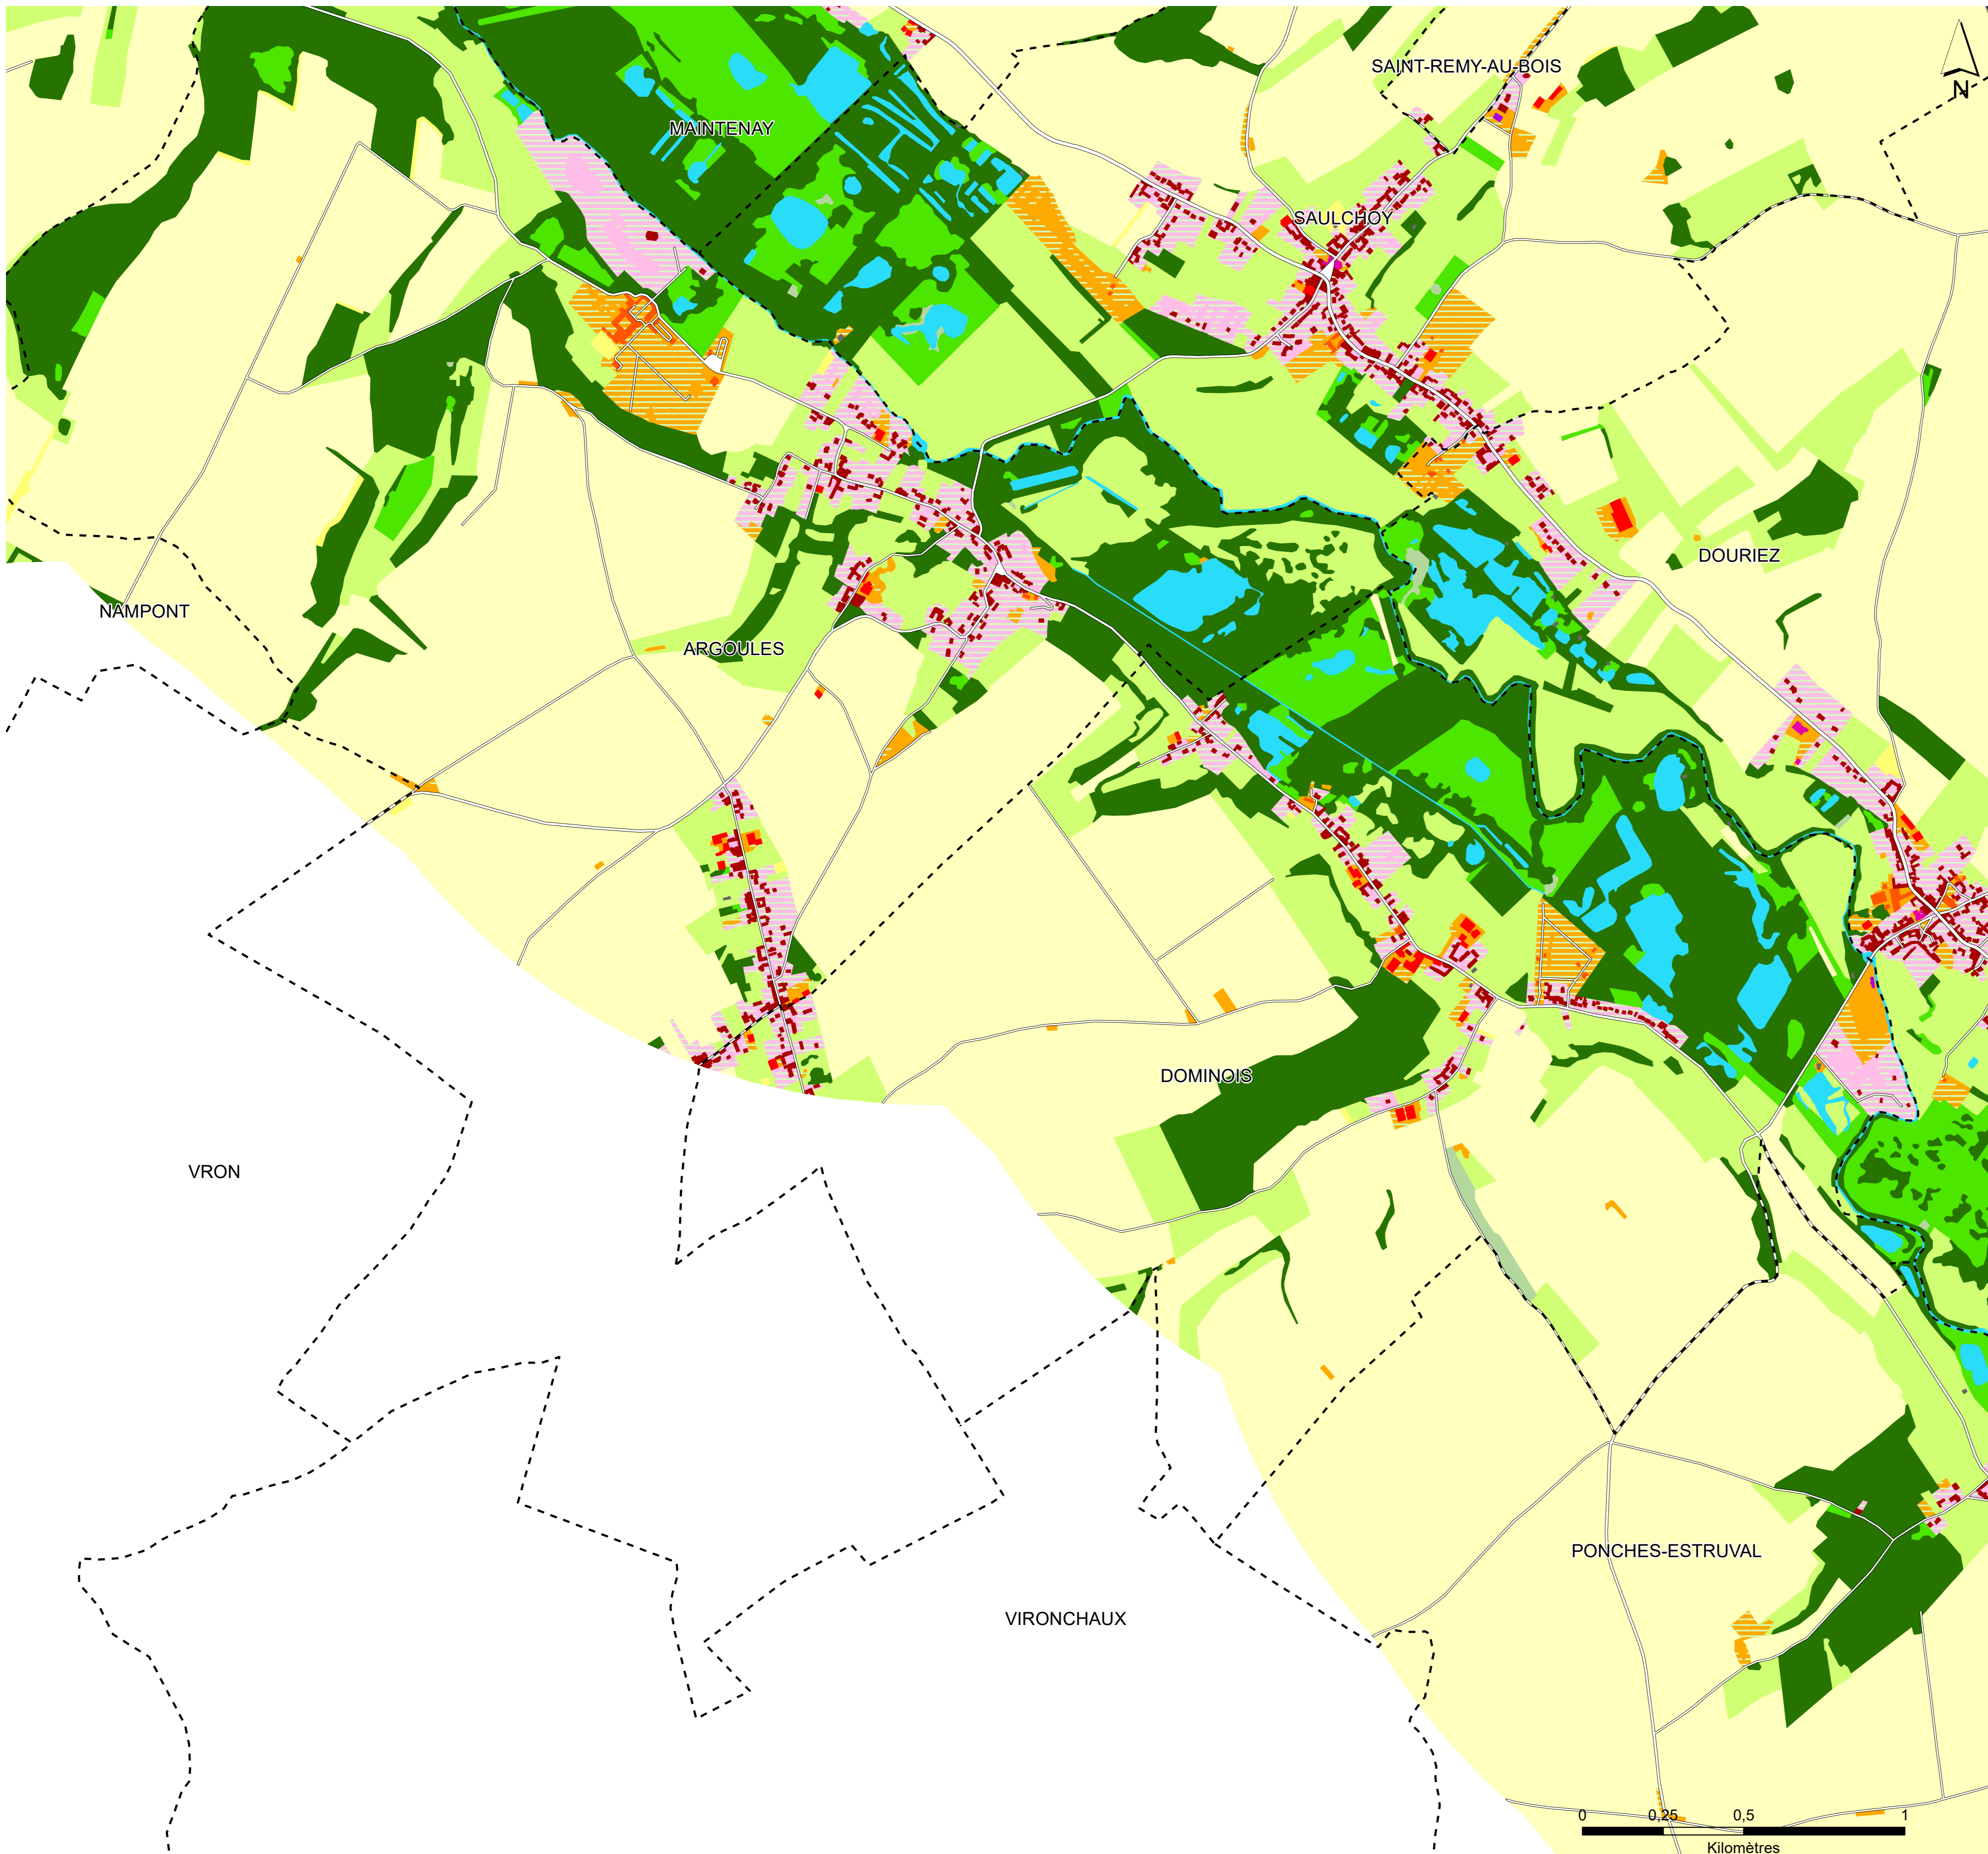 SAINT-REMY-AU-BOIS
N
MAINTENAY
SAULCHOY
DOURIEZ
NAMPONT
ARGOULES
DOMINOIS
VRON
PONCHES-ESTRUVAL
VIRONCHAUX
0 0,25 0,5 1
Kilomètres